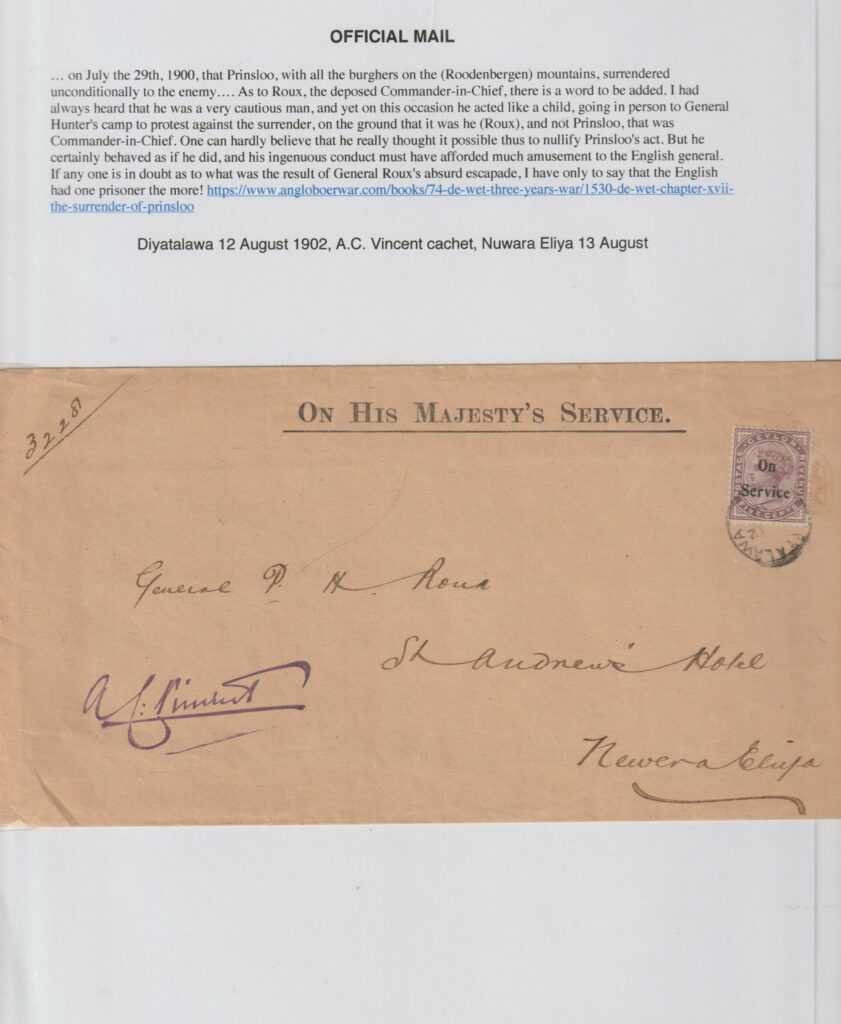 OFFICIAL MAIL
… on July the 29th, 1900, that Prinsloo, with all the burghers on the (Roodenbergen) mountains, surrendered
unconditionally to the enemy…. As to Roux, the deposed Commander-in-Chief, there is a word to be added. I had
always heard that he was a very cautious man, and yet on this occasion he acted like a child, going in person to General
Hunter's camp to protest against the surrender, on the ground that it was he (Roux), and not Prinsloo, that was
Commander-in-Chief. One can hardly believe that he really thought it possible thus to nullify Prinsloo's act. But he
certainly behaved as if he did, and his ingenuous conduct must have afforded much amusement to the English general.
If any one is in doubt as to what was the result of General Roux's absurd escapade, I have only to say that the English
had one prisoner the more! https://www.angloboerwar.com/books/74-de-wet-three-years-war/1530-de-wet-chapter-xvii-
the-surrender-of-prinsloo
Diyatalawa 12 August 1902, A.C. Vincent cachet, Nuwara Eliya 13 August
3228
ON HIS MAJESTY'S SERVICE.
CEYLON
POSTAGE
REVENUE
On
Service
FIVE CENTS
TALAWA
General P. H. Roux
St Andrew's Hotel
A. C. Vincent
Newera Eliya